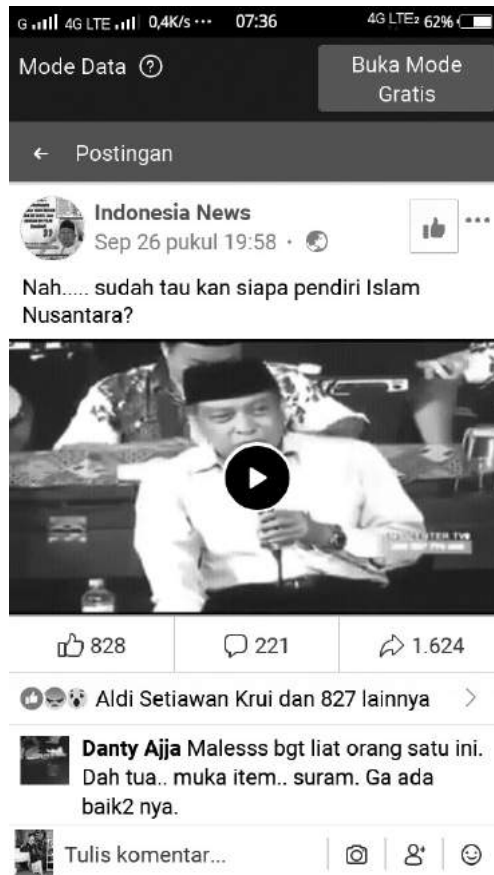 G 4G LTE 0,4K/s ··· 07:36 4G LTE2 62%
Mode Data ?
Buka Mode
Gratis
← Postingan
Indonesia News
Sep 26 pukul 19:58 ·
Nah..... sudah tau kan siapa pendiri Islam
Nusantara?
828 221 1.624
Aldi Setiawan Krui dan 827 lainnya
Danty Ajja Malesss bgt liat orang satu ini.
Dah tua.. muka item.. suram. Ga ada
baik2 nya.
Tulis komentar...